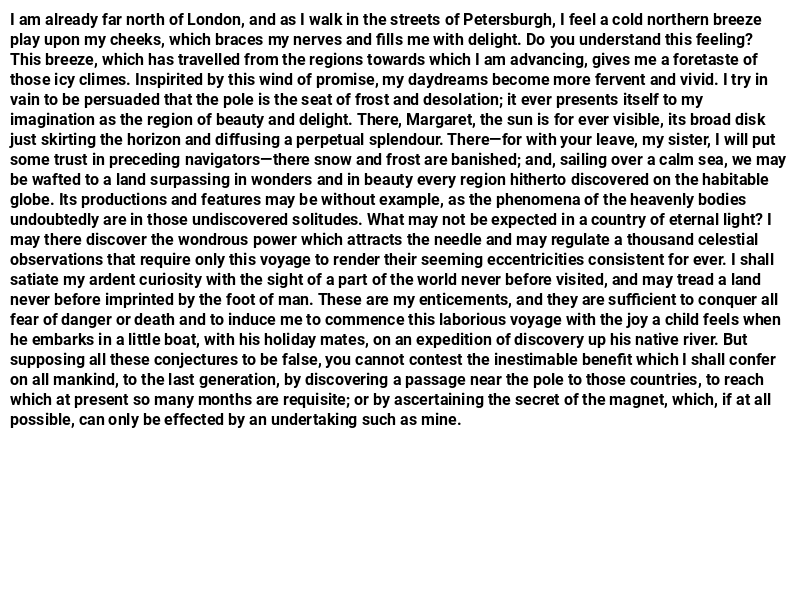 I am already far north of London, and as I walk in the streets of Petersburgh, I feel a cold northern breeze
play upon my cheeks, which braces my nerves and fills me with delight. Do you understand this feeling?
This breeze, which has travelled from the regions towards which I am advancing, gives me a foretaste of
those icy climes. Inspirited by this wind of promise, my daydreams become more fervent and vivid. I try in
vain to be persuaded that the pole is the seat of frost and desolation; it ever presents itself to my
imagination as the region of beauty and delight. There, Margaret, the sun is for ever visible, its broad disk
just skirting the horizon and diffusing a perpetual splendour. There—for with your leave, my sister, I will put
some trust in preceding navigators—there snow and frost are banished; and, sailing over a calm sea, we may
be wafted to a land surpassing in wonders and in beauty every region hitherto discovered on the habitable
globe. Its productions and features may be without example, as the phenomena of the heavenly bodies
undoubtedly are in those undiscovered solitudes. What may not be expected in a country of eternal light? I
may there discover the wondrous power which attracts the needle and may regulate a thousand celestial
observations that require only this voyage to render their seeming eccentricities consistent for ever. I shall
satiate my ardent curiosity with the sight of a part of the world never before visited, and may tread a land
never before imprinted by the foot of man. These are my enticements, and they are sufficient to conquer all
fear of danger or death and to induce me to commence this laborious voyage with the joy a child feels when
he embarks in a little boat, with his holiday mates, on an expedition of discovery up his native river. But
supposing all these conjectures to be false, you cannot contest the inestimable benefit which I shall confer
on all mankind, to the last generation, by discovering a passage near the pole to those countries, to reach
which at present so many months are requisite; or by ascertaining the secret of the magnet, which, if at all
possible, can only be effected by an undertaking such as mine.